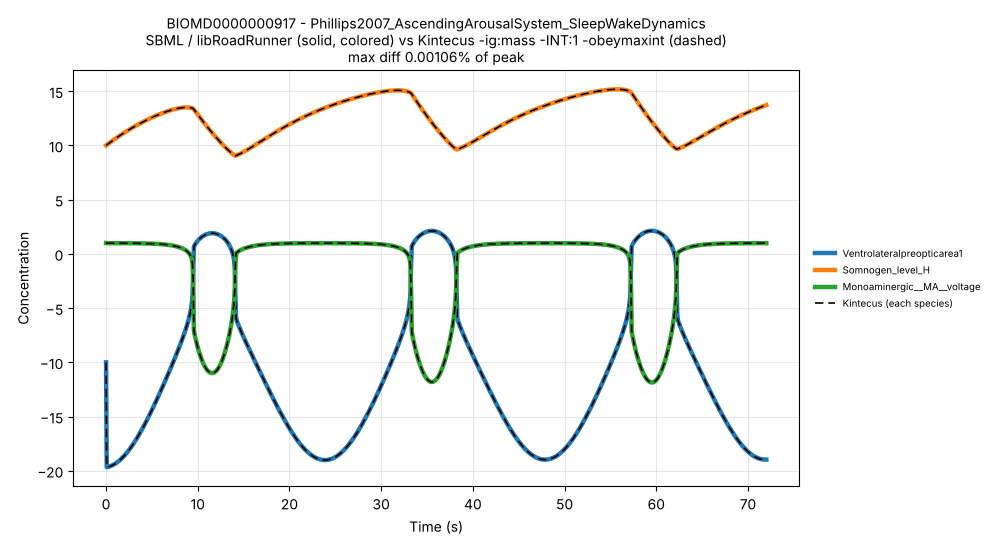 BIOMD0000000917 - Phillips2007_AscendingArousalSystem_SleepWakeDynamics
SBML / libRoadRunner (solid, colored) vs Kintecus -ig:mass -INT:1 -obeymaxint (dashed)
max diff 0.00106% of peak
Concentration
15
10
5
0
−5
−10
−15
−20
0 10 20 30 40 50 60 70
Time (s)
Ventrolateralpreopticarea1
Somnogen_level_H
Monoaminergic__MA__voltage
Kintecus (each species)